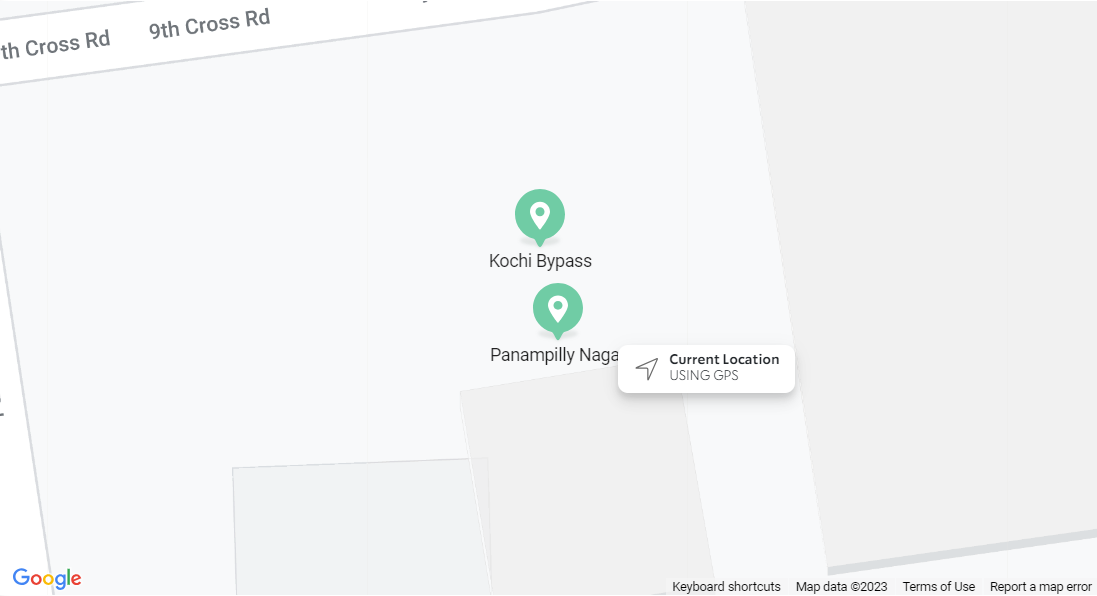 th Cross Rd
9th Cross Rd
Kochi Bypass
Panampilly Naga
Current Location
USING GPS
Google
Keyboard shortcuts
Map data ©2023
Terms of Use
Report a map error